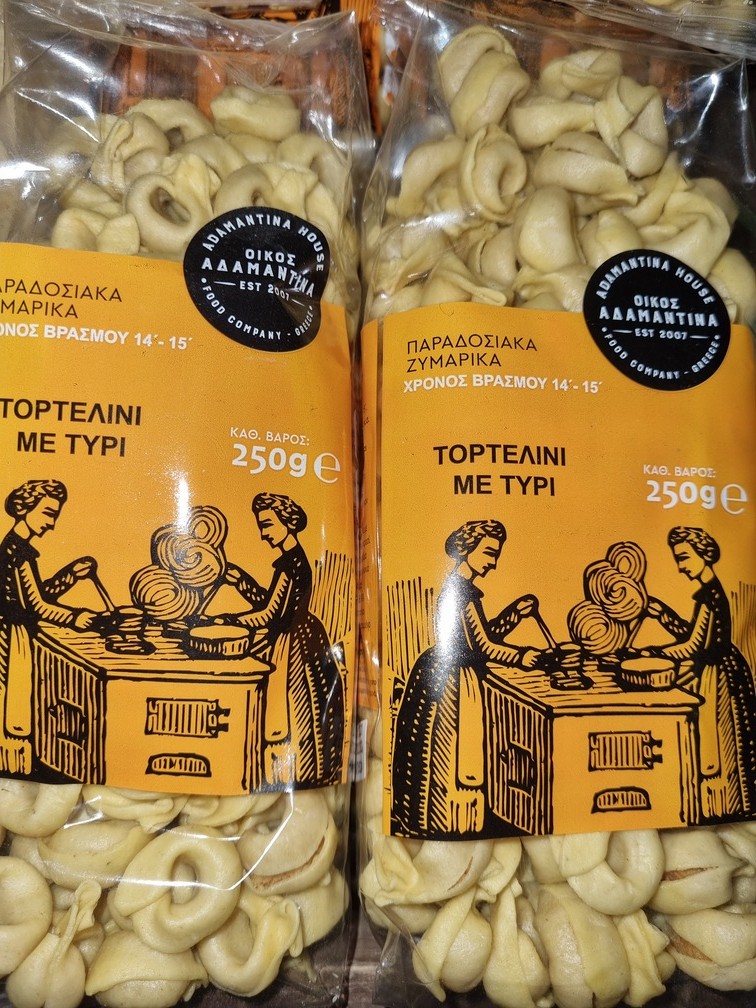 ADAMANTINA HOUSE
ΟΙΚΟΣ
ΑΔΑΜΑΝΤΙΝΑ
EST 2007
FOOD COMPANY - GREECE
ΖΥΜΑΡΙΚΑ
ΒΡΑΣΜΟΥ 14΄- 15΄
ΤΟΡΤΕΛΙΝΙ
ΜΕ ΤΥΡΙ
ΚΑΘ. ΒΑΡΟΣ:
250g℮
ADAMANTINA HOUSE
ΟΙΚΟΣ
ΑΔΑΜΑΝΤΙΝΑ
EST 2007
FOOD COMPANY - GREECE
ΠΑΡΑΔΟΣΙΑΚΑ
ΖΥΜΑΡΙΚΑ
ΧΡΟΝΟΣ ΒΡΑΣΜΟΥ 14΄- 15΄
ΤΟΡΤΕΛΙΝΙ
ΜΕ ΤΥΡΙ
ΚΑΘ. ΒΑΡΟΣ:
250g℮